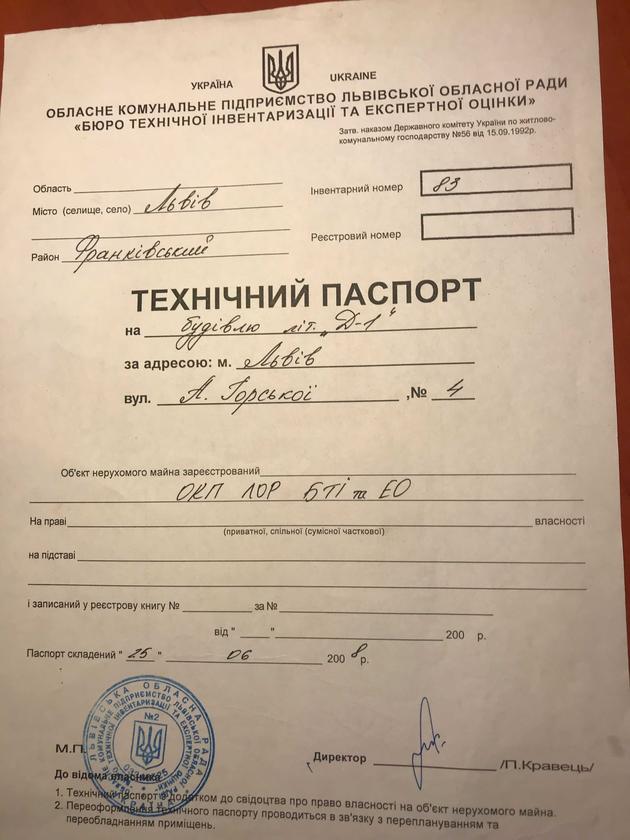 УКРАЇНА UKRAINE
ОБЛАСНЕ КОМУНАЛЬНЕ ПІДПРИЄМСТВО ЛЬВІВСЬКОЇ ОБЛАСНОЇ РАДИ
«БЮРО ТЕХНІЧНОЇ ІНВЕНТАРИЗАЦІЇ ТА ЕКСПЕРТНОЇ ОЦІНКИ»
Затв. наказом Державного комітету України по житлово-
комунальному господарству №56 від 15.09.1992р.
Область
Інвентарний номер 83
Місто (селище, село) Львів
Реєстровий номер
Район Франківський
ТЕХНІЧНИЙ ПАСПОРТ
на будівлю літ. „Д-1"
за адресою: м. Львів
вул. А. Горської ,№ 4
Об'єкт нерухомого майна зареєстрований
ОКП ЛОР БТІ та ЕО
На праві власності
(приватної, спільної (сумісної часткової)
на підставі
і записаний у реєстрову книгу № за №
від " " 200 р.
Паспорт складений " 25 " 06 200 8 р.
М.П.
ЛЬВІВСЬКА ОБЛАСНА РАДА
№2
УКРАЇНА
Директор /П.Кравець/
До відома власника
1. Технічний паспорт є додатком до свідоцтва про право власності на об'єкт нерухомого майна.
2. Переоформлення технічного паспорту проводиться в зв'язку з переплануванням та
переобладнанням приміщень.